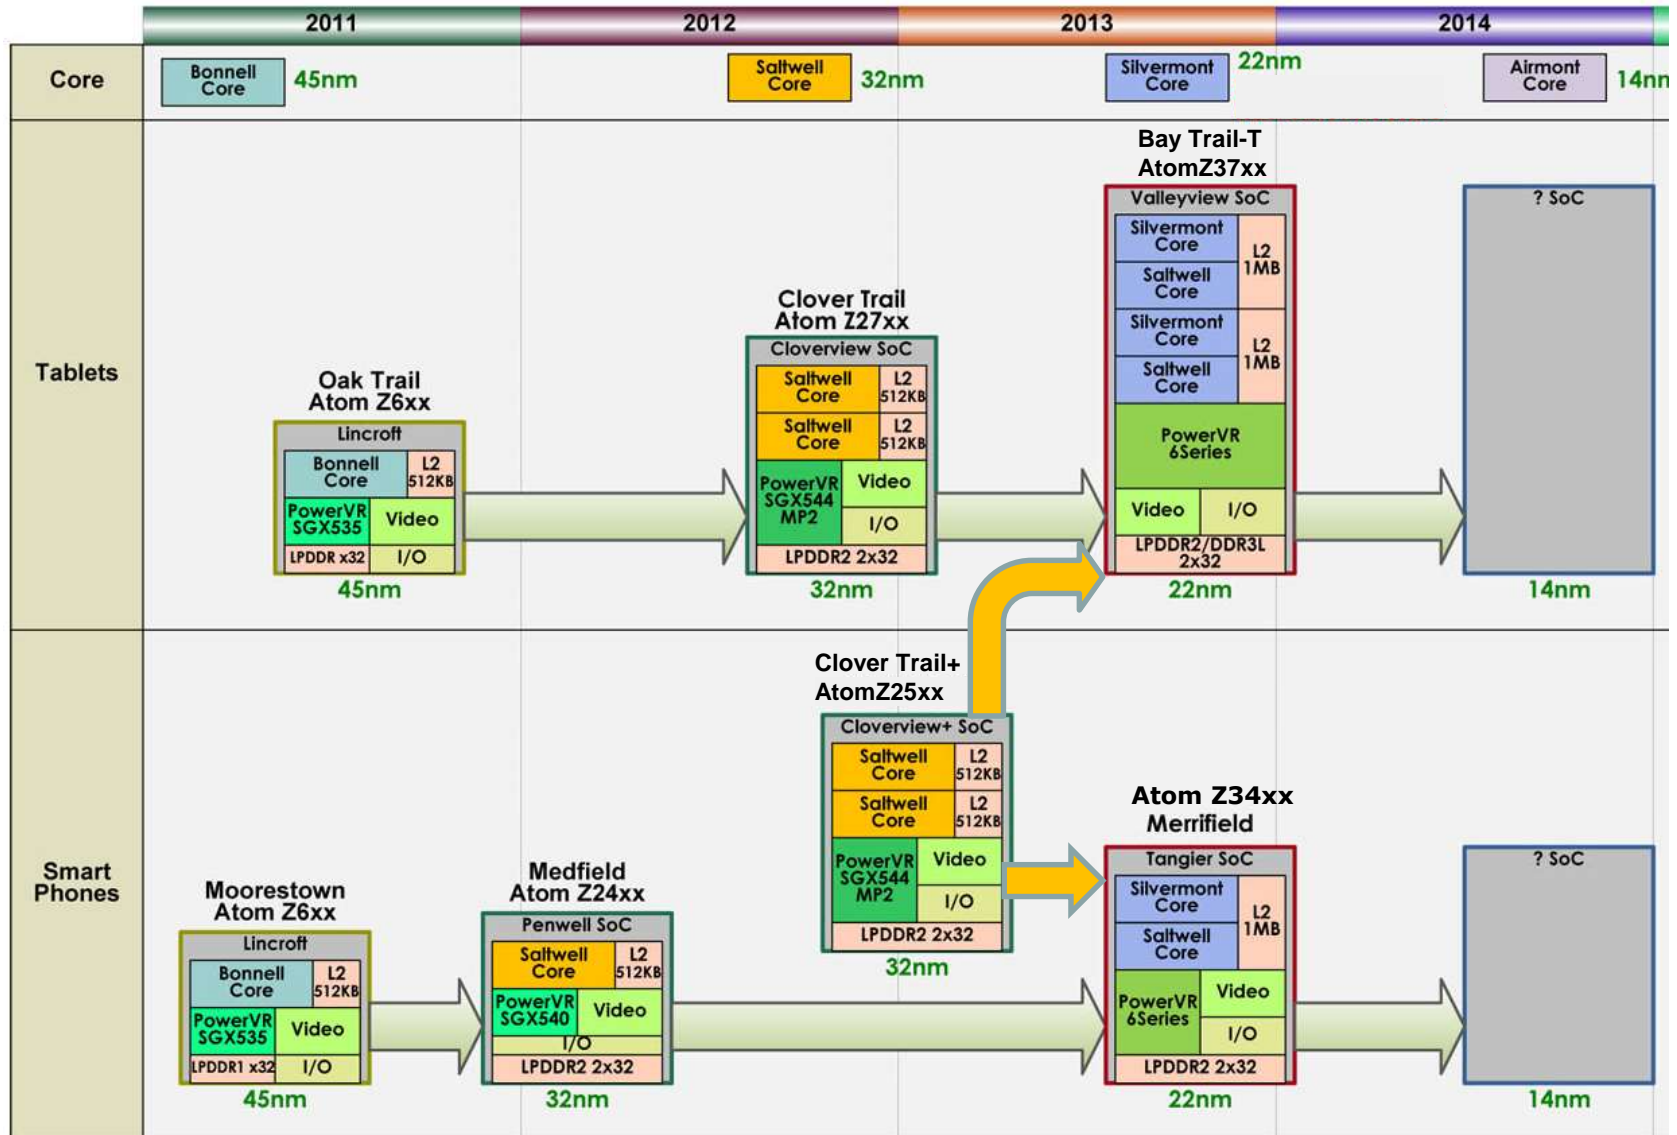 2011
2012
2013
2014
Core
Bonnell
Core
45nm
Saltwell
Core
32nm
Silvermont
Core
22nm
Airmont
Core
14nm
Tablets
Oak Trail
Atom Z6xx
Lincroft
Bonnell
Core
L2
512KB
PowerVR
SGX535
Video
LPDDR x32
I/O
45nm
Clover Trail
Atom Z27xx
Cloverview SoC
Saltwell
Core
L2
512KB
Saltwell
Core
L2
512KB
PowerVR
SGX544
MP2
Video
I/O
LPDDR2 2x32
32nm
Bay Trail-T
AtomZ37xx
Valleyview SoC
Silvermont
Core
Saltwell
Core
L2
1MB
Silvermont
Core
Saltwell
Core
L2
1MB
PowerVR
6Series
Video
I/O
LPDDR2/DDR3L
2x32
22nm
? SoC
14nm
Smart
Phones
Moorestown
Atom Z6xx
Lincroft
Bonnell
Core
L2
512KB
PowerVR
SGX535
Video
LPDDR1 x32
I/O
45nm
Medfield
Atom Z24xx
Penwell SoC
Saltwell
Core
L2
512KB
PowerVR
SGX540
Video
I/O
LPDDR2 2x32
32nm
Clover Trail+
AtomZ25xx
Cloverview+ SoC
Saltwell
Core
L2
512KB
Saltwell
Core
L2
512KB
PowerVR
SGX544
MP2
Video
I/O
LPDDR2 2x32
32nm
Atom Z34xx
Merrifield
Tangier SoC
Silvermont
Core
Saltwell
Core
L2
1MB
PowerVR
6Series
Video
I/O
LPDDR2 2x32
22nm
? SoC
14nm